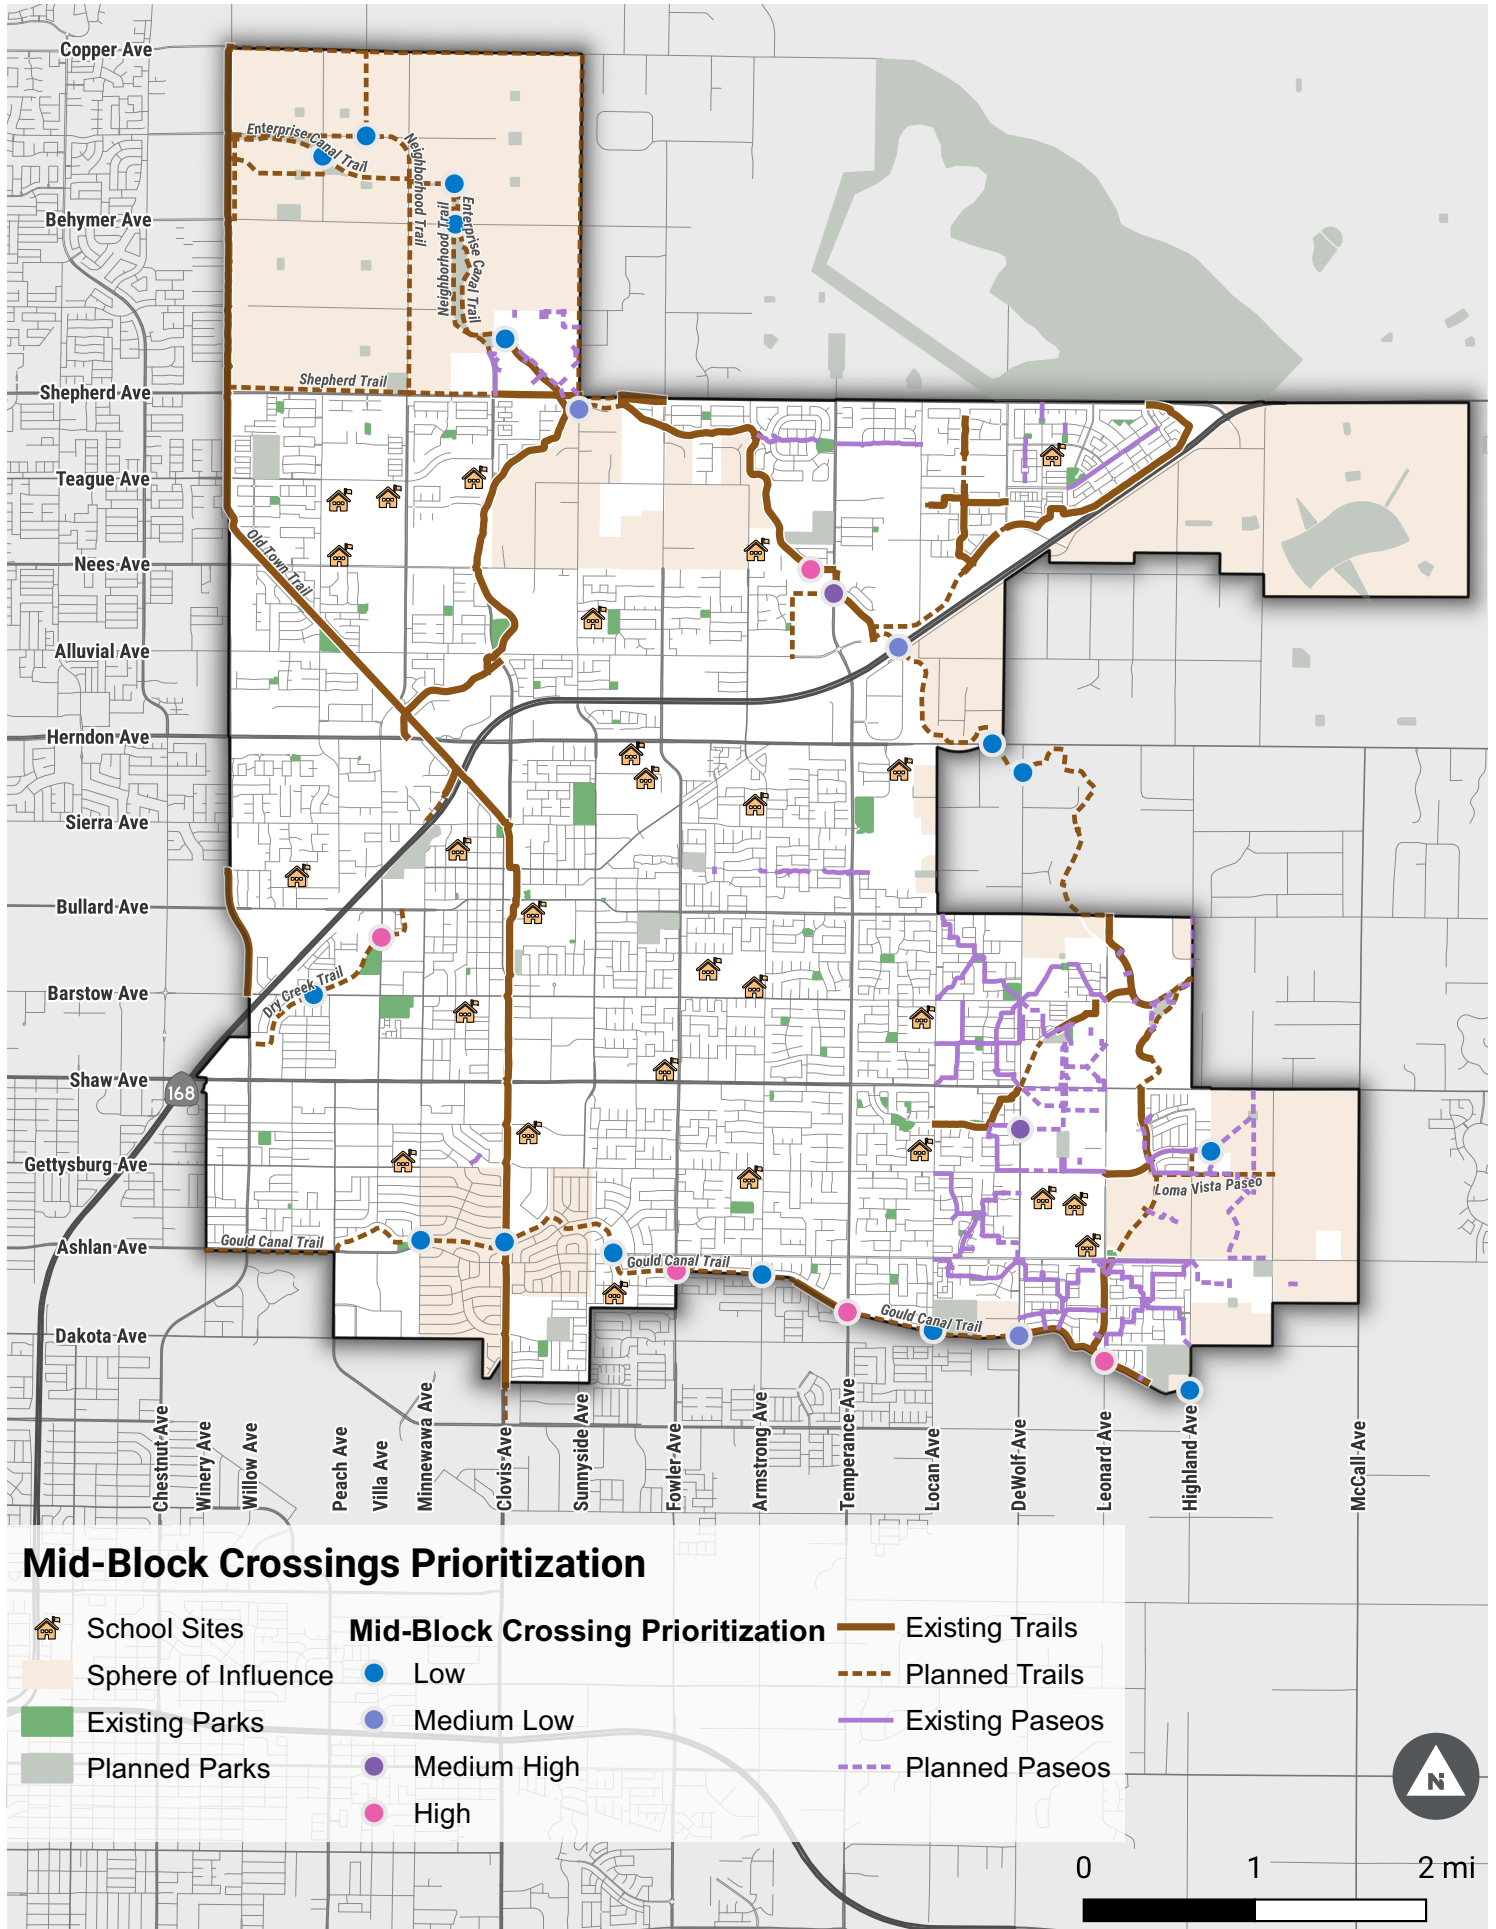 Copper Ave
Enterprise Canal Trail
Neighborhood Trail
Behymer Ave
Enterprise Canal Trail
Neighborhood Trail
Shepherd Trail
Shepherd Ave
Teague Ave
Old Town Trail
Nees Ave
Alluvial Ave
Herndon Ave
Sierra Ave
Bullard Ave
Dry Creek Trail
Barstow Ave
Shaw Ave
168
Gettysburg Ave
Loma Vista Paseo
Gould Canal Trail
Ashlan Ave
Gould Canal Trail
Gould Canal Trail
Dakota Ave
Chestnut Ave
Winery Ave
Willow Ave
Peach Ave
Villa Ave
Minnewawa Ave
Clovis Ave
Sunnyside Ave
Fowler Ave
Armstrong Ave
Temperance Ave
Locan Ave
DeWolf Ave
Leonard Ave
Highland Ave
McCall Ave
Mid-Block Crossings Prioritization
School Sites
Sphere of Influence
Existing Parks
Planned Parks
Mid-Block Crossing Prioritization
Low
Medium Low
Medium High
High
Existing Trails
Planned Trails
Existing Paseos
Planned Paseos
N
0 1 2 mi